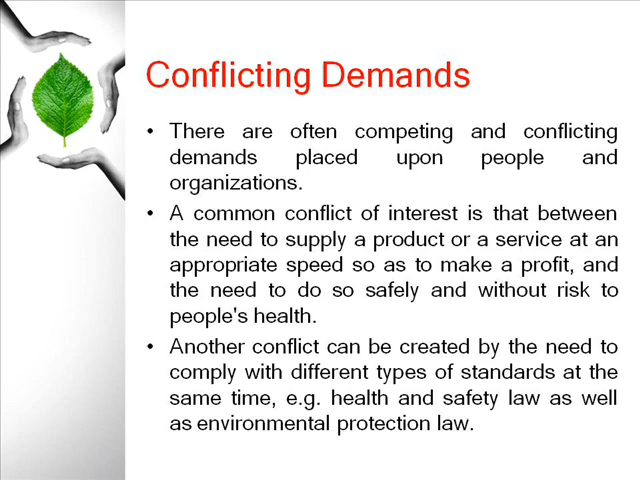 Conflicting Demands
• There are often competing and conflicting
demands placed upon people and
organizations.
• A common conflict of interest is that between
the need to supply a product or a service at an
appropriate speed so as to make a profit, and
the need to do so safely and without risk to
people's health.
• Another conflict can be created by the need to
comply with different types of standards at the
same time, e.g. health and safety law as well
as environmental protection law.